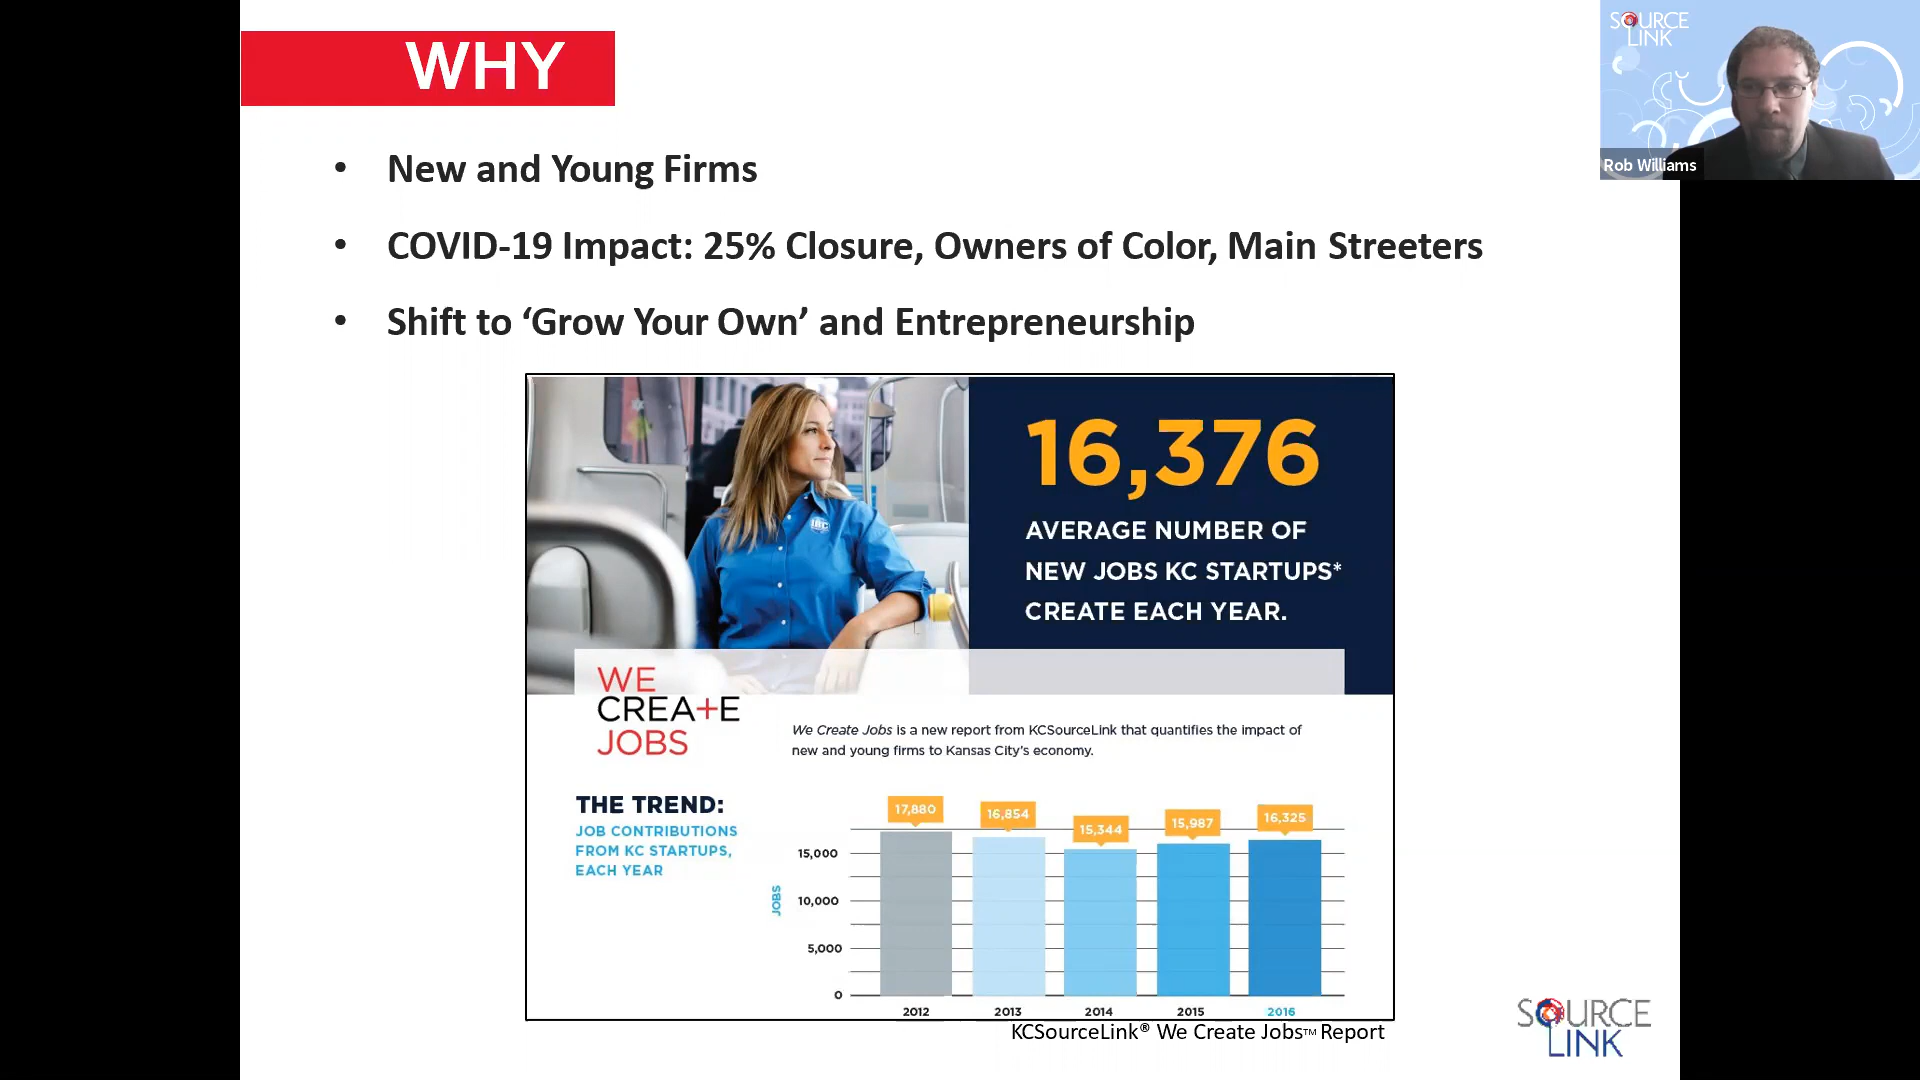 WHY
SOURCE
LINK
Rob Williams
• New and Young Firms
• COVID-19 Impact: 25% Closure, Owners of Color, Main Streeters
• Shift to ‘Grow Your Own’ and Entrepreneurship
IBC
16,376
AVERAGE NUMBER OF
NEW JOBS KC STARTUPS*
CREATE EACH YEAR.
WE
CREA+E
JOBS
We Create Jobs is a new report from KCSourceLink that quantifies the impact of
new and young firms to Kansas City's economy.
THE TREND:
JOB CONTRIBUTIONS
FROM KC STARTUPS,
EACH YEAR
17,880 16,854 15,344 15,987 16,325
JOBS
15,000
10,000
5,000
0
2012 2013 2014 2015 2016
KCSourceLink® We Create Jobs™ Report
SOURCE
LINK